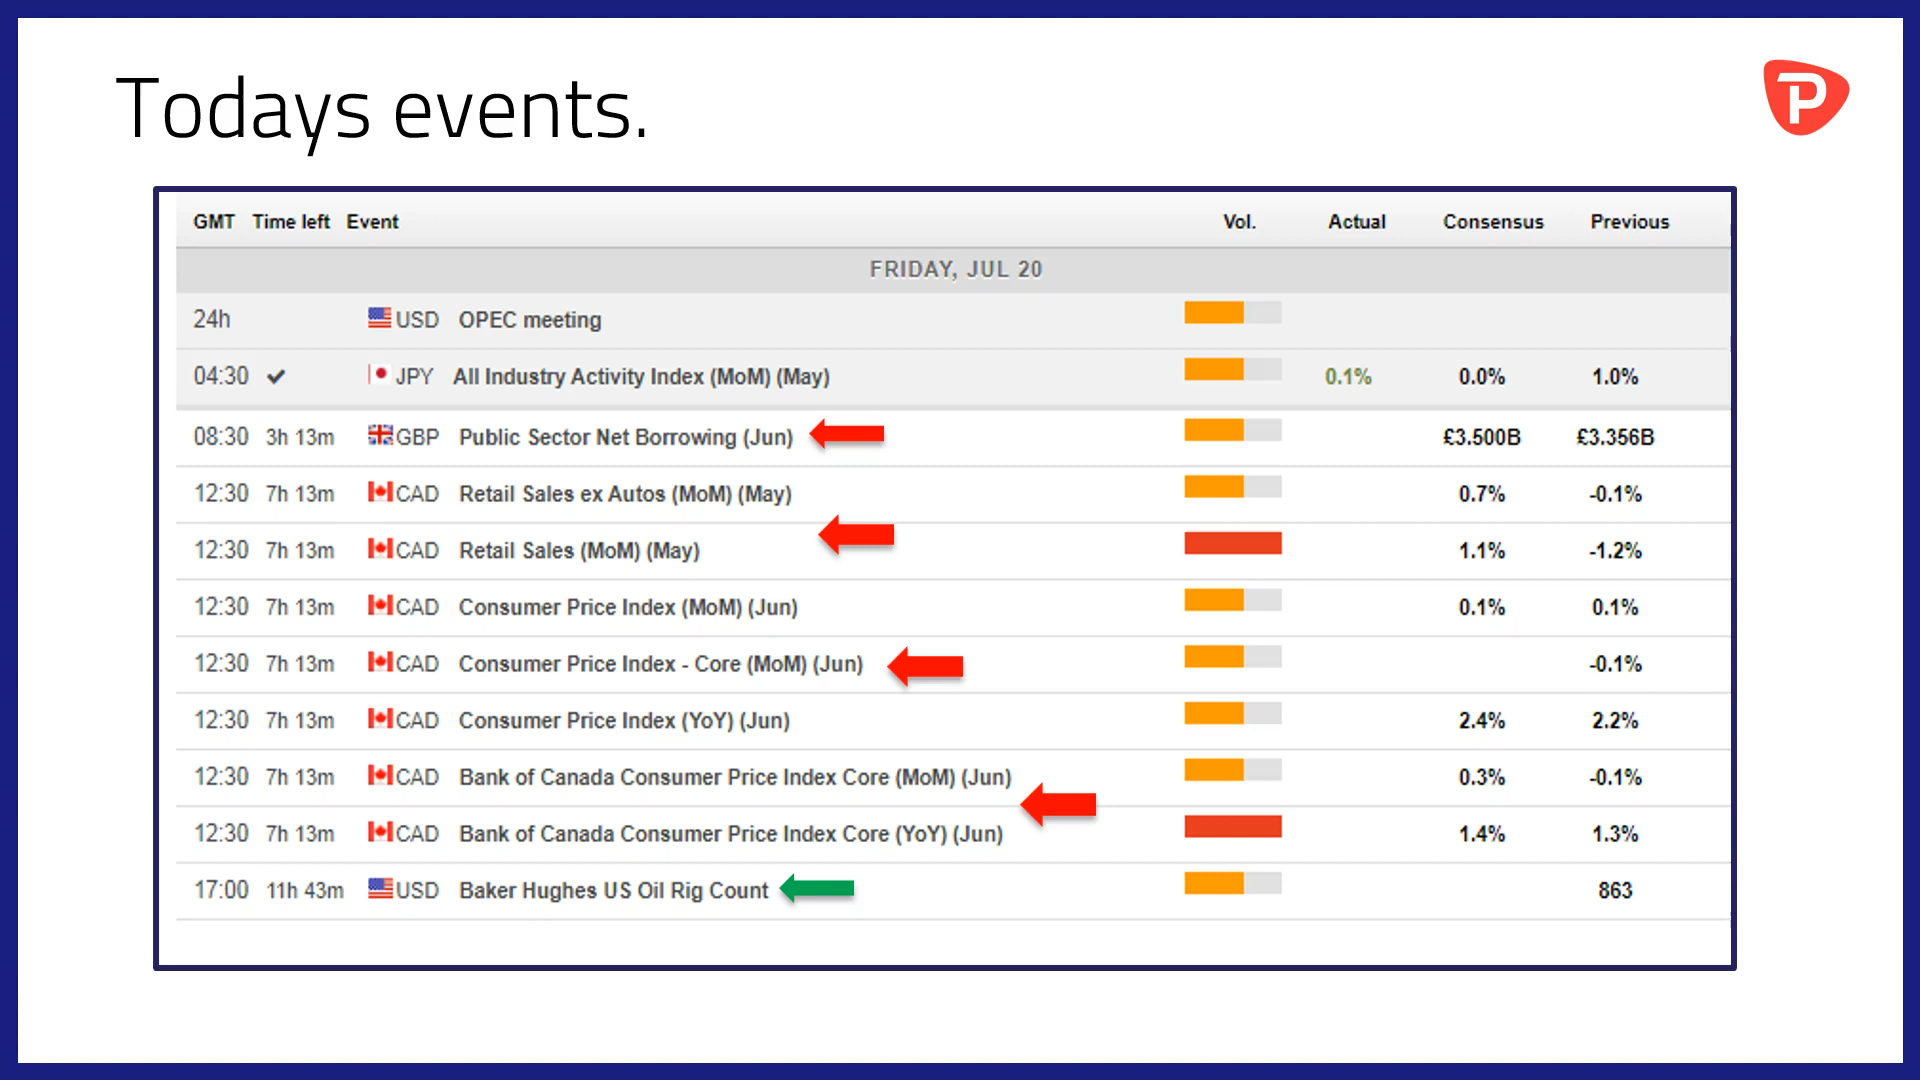 Todays events.
P
GMT Time left Event Vol. Actual Consensus Previous
FRIDAY, JUL 20
24h USD OPEC meeting
04:30 ✓ JPY All Industry Activity Index (MoM) (May) 0.1% 0.0% 1.0%
08:30 3h 13m GBP Public Sector Net Borrowing (Jun) £3.500B £3.356B
12:30 7h 13m CAD Retail Sales ex Autos (MoM) (May) 0.7% -0.1%
12:30 7h 13m CAD Retail Sales (MoM) (May) 1.1% -1.2%
12:30 7h 13m CAD Consumer Price Index (MoM) (Jun) 0.1% 0.1%
12:30 7h 13m CAD Consumer Price Index - Core (MoM) (Jun) -0.1%
12:30 7h 13m CAD Consumer Price Index (YoY) (Jun) 2.4% 2.2%
12:30 7h 13m CAD Bank of Canada Consumer Price Index Core (MoM) (Jun) 0.3% -0.1%
12:30 7h 13m CAD Bank of Canada Consumer Price Index Core (YoY) (Jun) 1.4% 1.3%
17:00 11h 43m USD Baker Hughes US Oil Rig Count 863